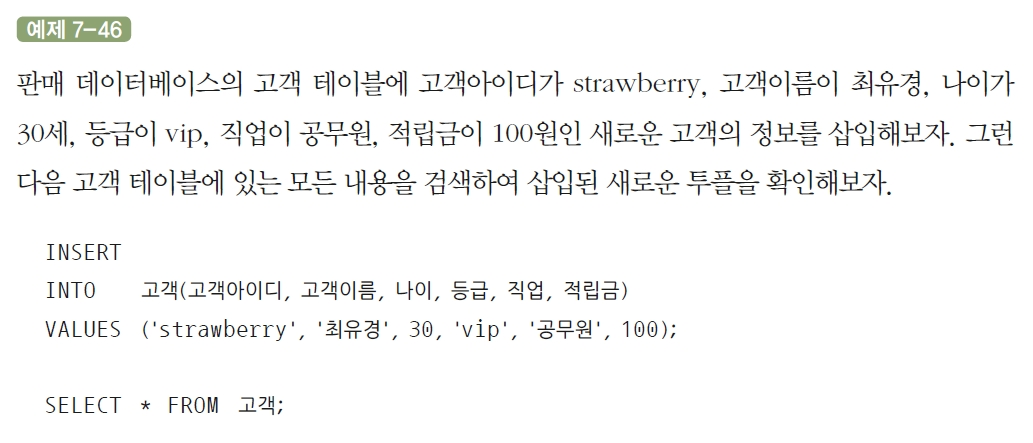 예제 7-46
판매 데이터베이스의 고객 테이블에 고객아이디가 strawberry, 고객이름이 최유경, 나이가
30세, 등급이 vip, 직업이 공무원, 적립금이 100원인 새로운 고객의 정보를 삽입해보자. 그런
다음 고객 테이블에 있는 모든 내용을 검색하여 삽입된 새로운 투플을 확인해보자.
INSERT
INTO 고객(고객아이디, 고객이름, 나이, 등급, 직업, 적립금)
VALUES ('strawberry', '최유경', 30, 'vip', '공무원', 100);
SELECT * FROM 고객;